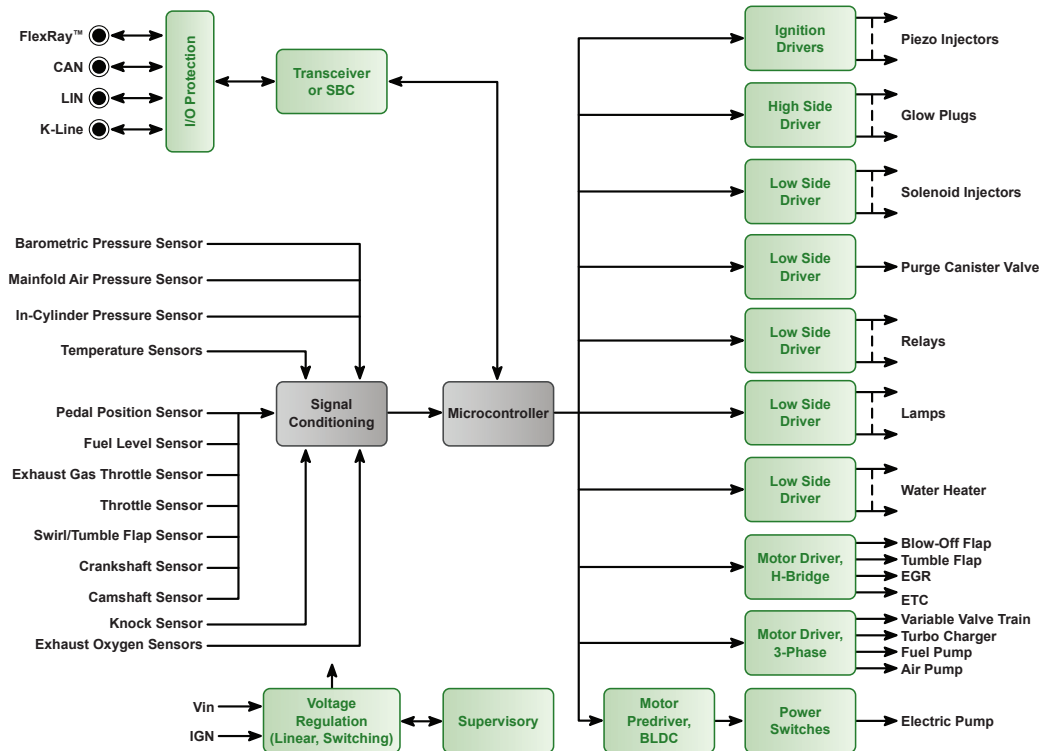 FlexRay™
CAN
LIN
K-Line
I/O Protection
Transceiver
or SBC
Barometric Pressure Sensor
Mainfold Air Pressure Sensor
In-Cylinder Pressure Sensor
Temperature Sensors
Pedal Position Sensor
Fuel Level Sensor
Exhaust Gas Throttle Sensor
Throttle Sensor
Swirl/Tumble Flap Sensor
Crankshaft Sensor
Camshaft Sensor
Knock Sensor
Exhaust Oxygen Sensors
Signal
Conditioning
Microcontroller
Vin
IGN
Voltage
Regulation
(Linear, Switching)
Supervisory
Ignition
Drivers
Piezo Injectors
High Side
Driver
Glow Plugs
Low Side
Driver
Solenoid Injectors
Low Side
Driver
Purge Canister Valve
Low Side
Driver
Relays
Low Side
Driver
Lamps
Low Side
Driver
Water Heater
Motor Driver,
H-Bridge
Blow-Off Flap
Tumble Flap
EGR
ETC
Motor Driver,
3-Phase
Variable Valve Train
Turbo Charger
Fuel Pump
Air Pump
Motor
Predriver,
BLDC
Power
Switches
Electric Pump